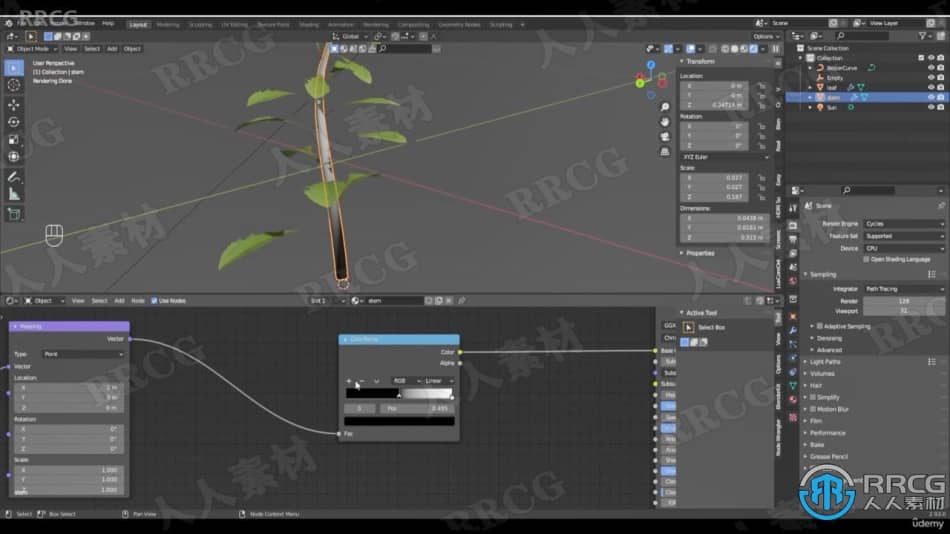 File Window Help
Layout Modeling Sculpting UV Editing Texture Paint Shading Animation Rendering Compositing Geometry Nodes Scripting +
Scene View Layer
Global Options
Object Mode View Select Add Object
User Perspective
(1) Collection | stem
Rendering Done
Transform
Location:
X 0 m
Y 0 m
Z 0.34714 m
Rotation:
X 0°
Y 0°
Z 0°
XYZ Euler
Scale:
X 0.027
Y 0.027
Z 0.187
Dimensions:
X 0.0438 m
Y 0.0161 m
Z 0.313 m
Properties
Scene Collection
Collection
BezierCurve
Empty
leaf
stem
Sun
Scene
Render Engine Cycles
Feature Set Supported
Device CPU
Open Shading Language
Sampling
Integrator Path Tracing
Render 128
Viewport 32
Adaptive Sampling
Denoising
Advanced
Light Paths
Volumes
Hair
Simplify
Motion Blur
Film
Performance
Bake
Grease Pencil
Object View Select Add Node Use Nodes Slot 1 stem
Mapping
Vector
Type: Point
Vector
Location:
X 0 m
Y 0 m
Z 0 m
Rotation:
X 0°
Y 0°
Z 0°
Scale:
X 1.000
Y 1.000
Z 1.000
stem
ColorRamp
Color
Alpha
RGB Linear
0 Pos 0.495
Fac
GGX
Active Tool
Select Box
Select Box Select Pan View Node Context Menu
2.93.0
RRCG
人人素材
udemy